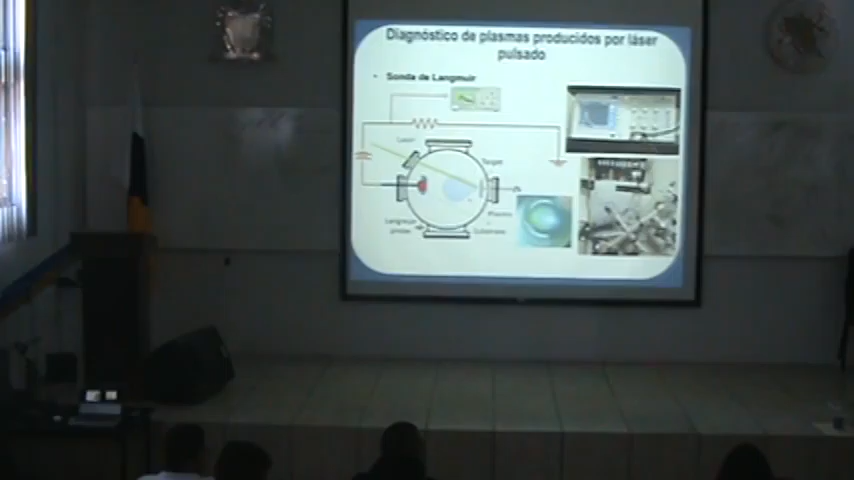 Diagnóstico de plasmas producidos por láser
pulsado
• Sonda de Langmuir
Laser
Target
Plasma
Langmuir
probe
Substrate